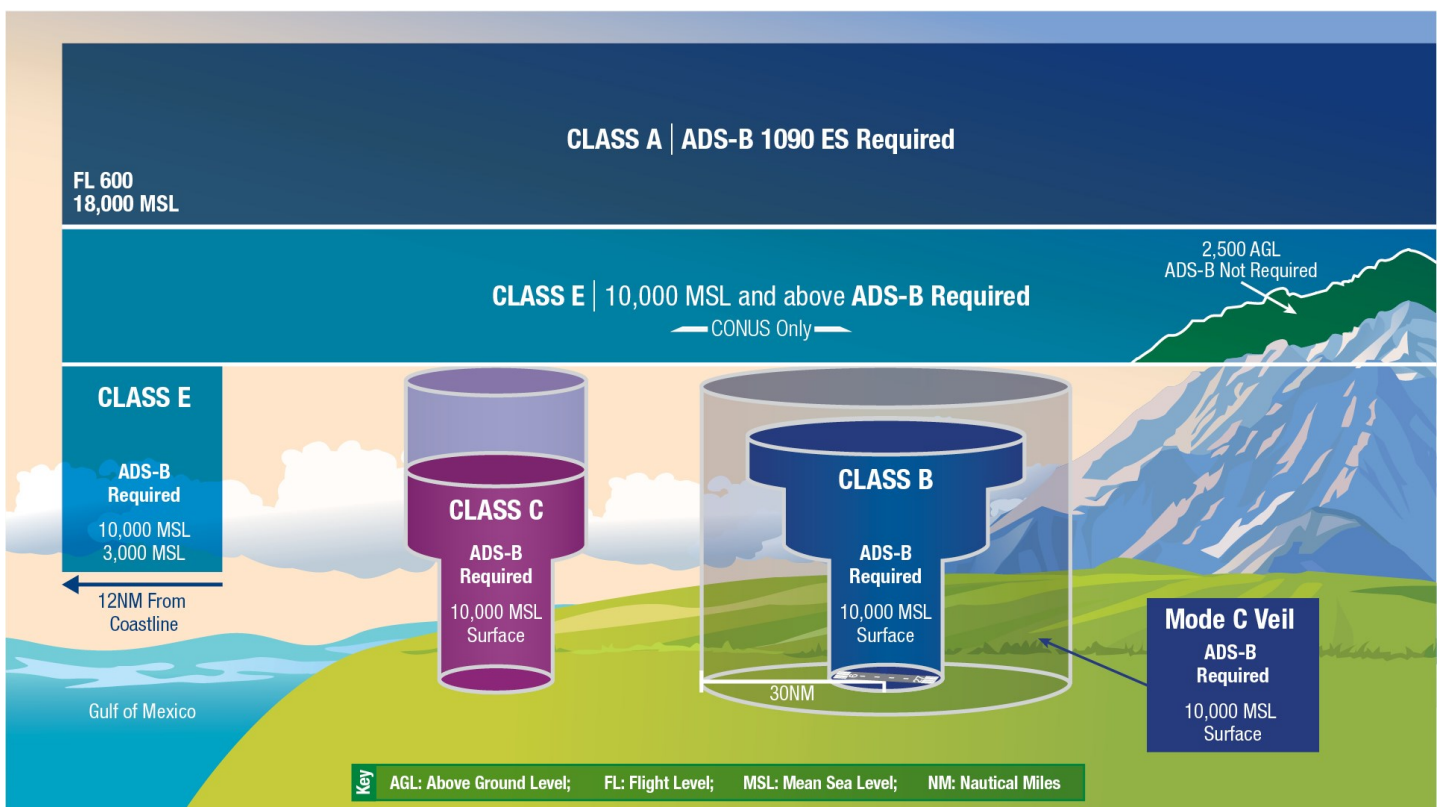 CLASS A | ADS-B 1090 ES Required
FL 600
18,000 MSL
2,500 AGL
ADS-B Not Required
CLASS E | 10,000 MSL and above ADS-B Required
CONUS Only
CLASS E
ADS-B
Required
10,000 MSL
3,000 MSL
12NM From
Coastline
Gulf of Mexico
CLASS C
ADS-B
Required
10,000 MSL
Surface
CLASS B
ADS-B
Required
10,000 MSL
Surface
30NM
Mode C Veil
ADS-B
Required
10,000 MSL
Surface
Key
AGL: Above Ground Level; FL: Flight Level; MSL: Mean Sea Level; NM: Nautical Miles